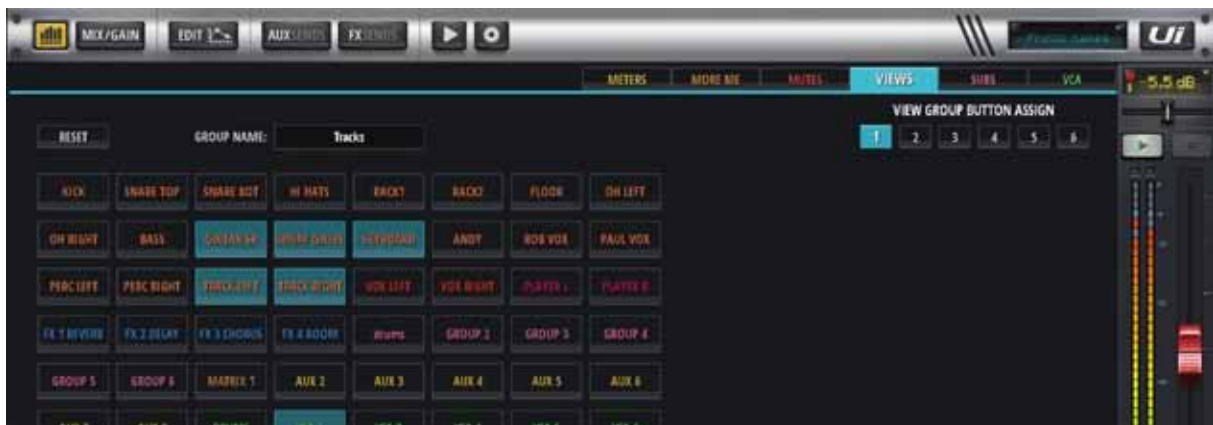 MIX/GAIN EDIT AUX SENDS FX SENDS Ui
METERS MORE ME MUTES VIEWS SUBS VCA -5.5 dB
VIEW GROUP BUTTON ASSIGN
RESET GROUP NAME: Tracks 1 2 3 4 5 6
KICK SNARE TOP SNARE BOT HI HATS RACK1 RACK2 FLOOR OH LEFT
OH RIGHT BASS KEYBOARD ANDY ROB VOX PAUL VOX
PERC LEFT PERC RIGHT TRACK LEFT TRACK RIGHT VOX LEFT VOX RIGHT PLAYER L PLAYER R
FX 1 REVERB FX 2 DELAY FX 3 CHORUS FX 4 ROOM drums GROUP 2 GROUP 3 GROUP 4
GROUP 5 GROUP 6 MATRIX 1 AUX 2 AUX 3 AUX 4 AUX 5 AUX 6